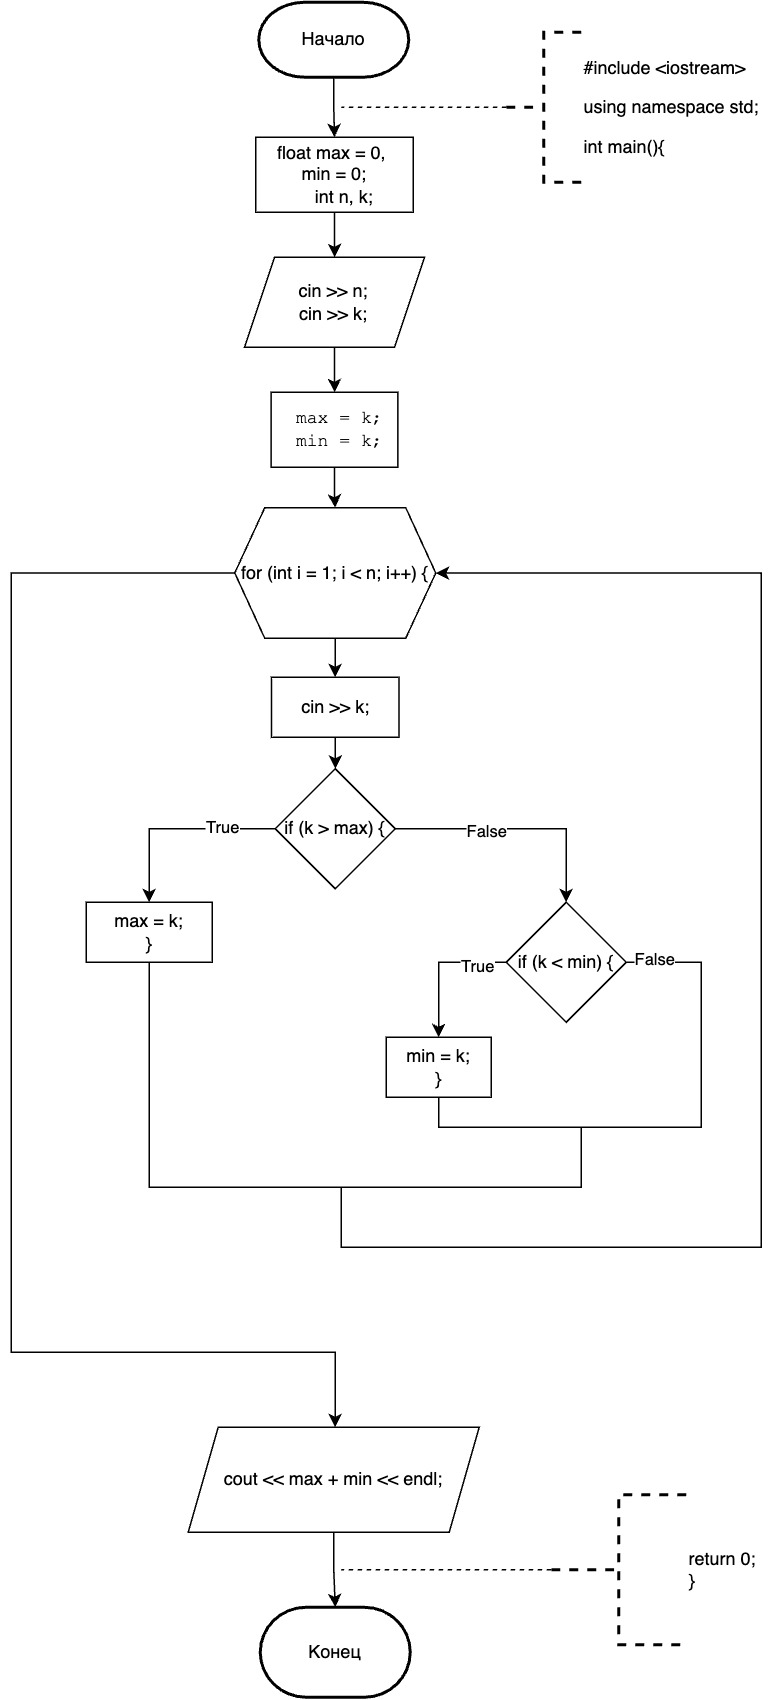 Начало
#include <iostream>
using namespace std;
int main(){
float max = 0,
min = 0;
int n, k;
cin >> n;
cin >> k;
max = k;
min = k;
for (int i = 1; i < n; i++) {
cin >> k;
if (k > max) {
True
False
max = k;
}
if (k < min) {
True
False
min = k;
}
cout << max + min << endl;
return 0;
}
Конец